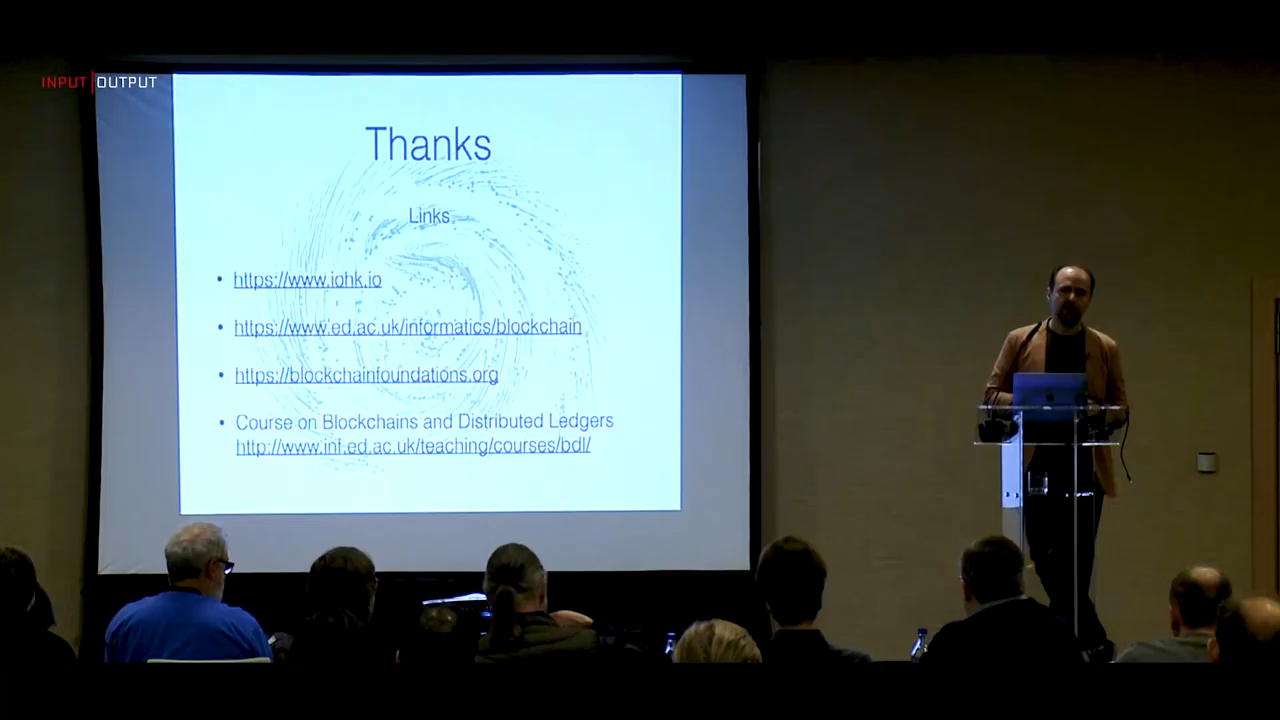 INPUT|OUTPUT
Thanks
Links
• https://www.iohk.io
• https://www.ed.ac.uk/informatics/blockchain
• https://blockchainfoundations.org
• Course on Blockchains and Distributed Ledgers
http://www.inf.ed.ac.uk/teaching/courses/bdl/